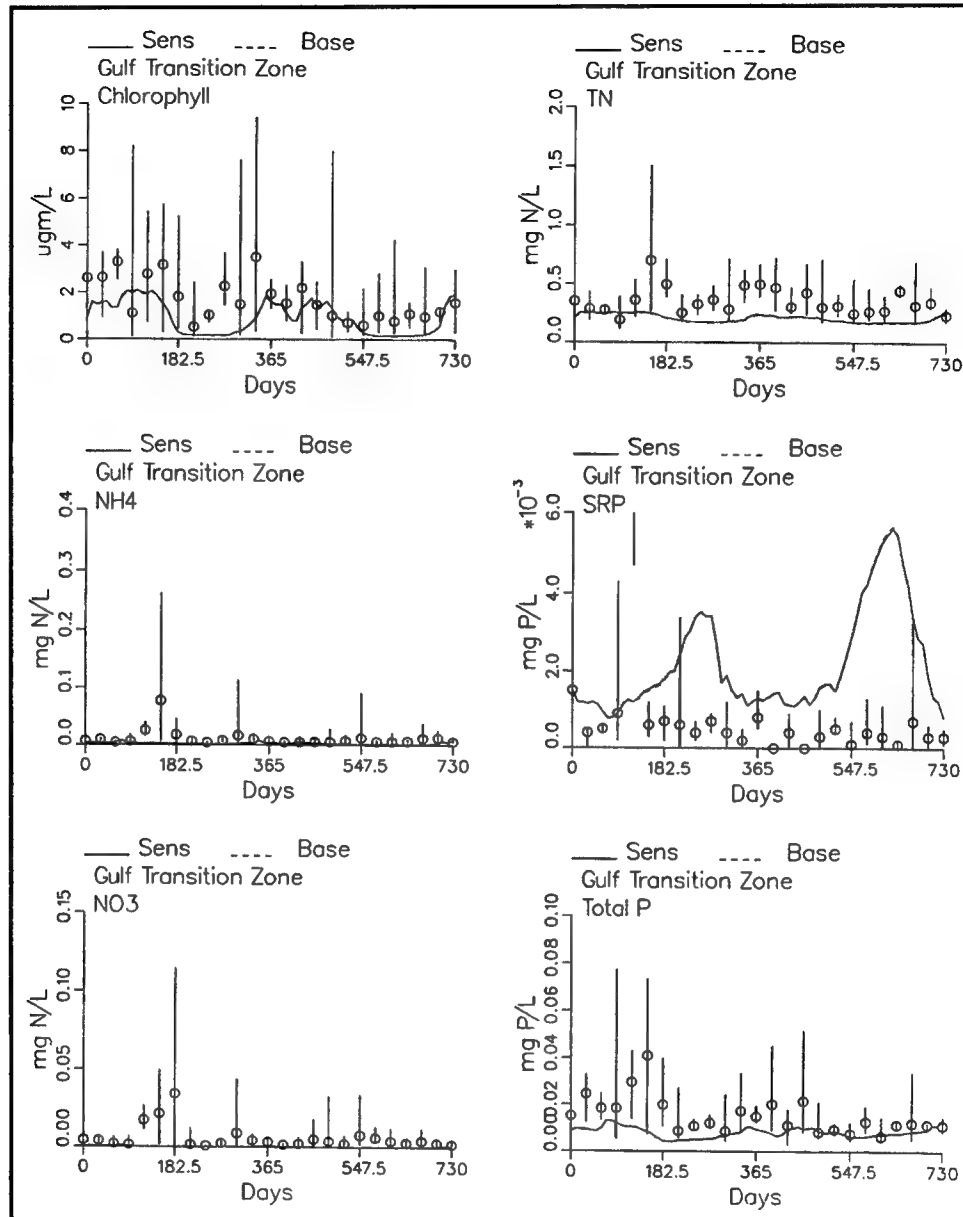 Sens Base
Gulf Transition Zone
Chlorophyll
10
8
6
4
2
0
ugm/L
0 182.5 365 547.5 730
Days
Sens Base
Gulf Transition Zone
TN
2.0
1.5
1.0
0.5
0.0
mg N/L
0 182.5 365 547.5 730
Days
Sens Base
Gulf Transition Zone
NH4
0.4
0.3
0.2
0.1
0.0
mg N/L
0 182.5 365 547.5 730
Days
Sens Base
Gulf Transition Zone
SRP
*10⁻³
6.0
4.0
2.0
0.0
mg P/L
0 182.5 365 547.5 730
Days
Sens Base
Gulf Transition Zone
NO3
0.15
0.10
0.05
0.00
mg N/L
0 182.5 365 547.5 730
Days
Sens Base
Gulf Transition Zone
Total P
0.10
0.08
0.06
0.04
0.02
0.00
mg P/L
0 182.5 365 547.5 730
Days